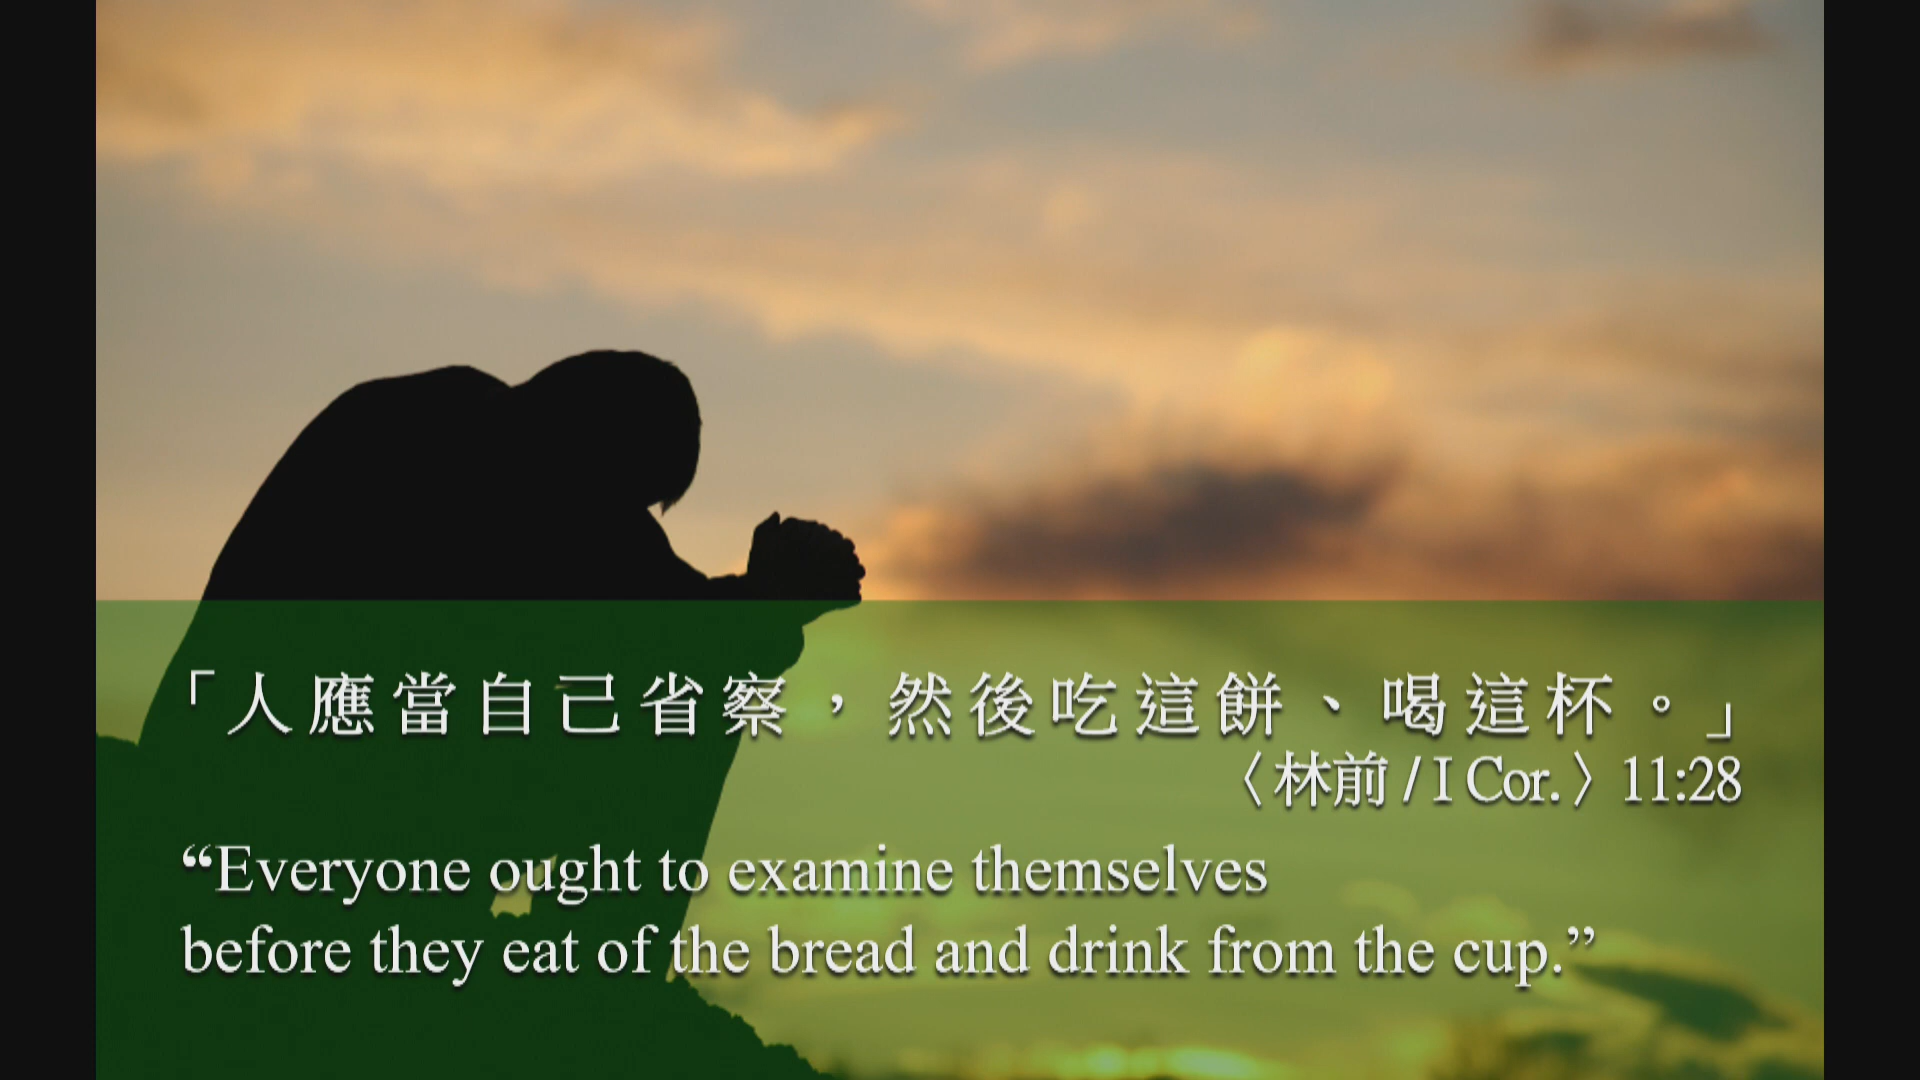 「人應當自己省察，然後吃這餅、喝這杯。」
〈林前 / I Cor.〉11:28
“Everyone ought to examine themselves
before they eat of the bread and drink from the cup.”